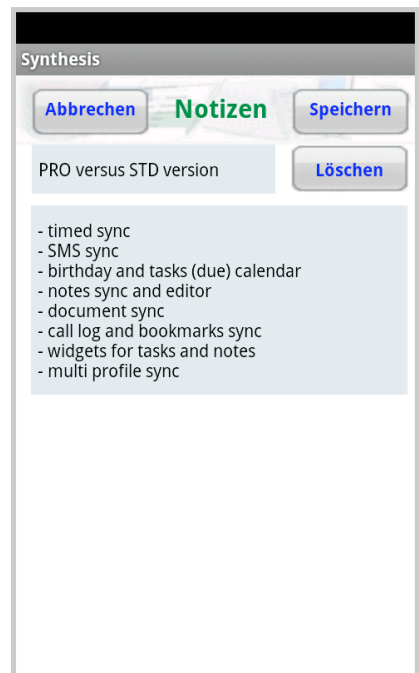 Synthesis
Abbrechen Notizen Speichern
PRO versus STD version Löschen
- timed sync
- SMS sync
- birthday and tasks (due) calendar
- notes sync and editor
- document sync
- call log and bookmarks sync
- widgets for tasks and notes
- multi profile sync